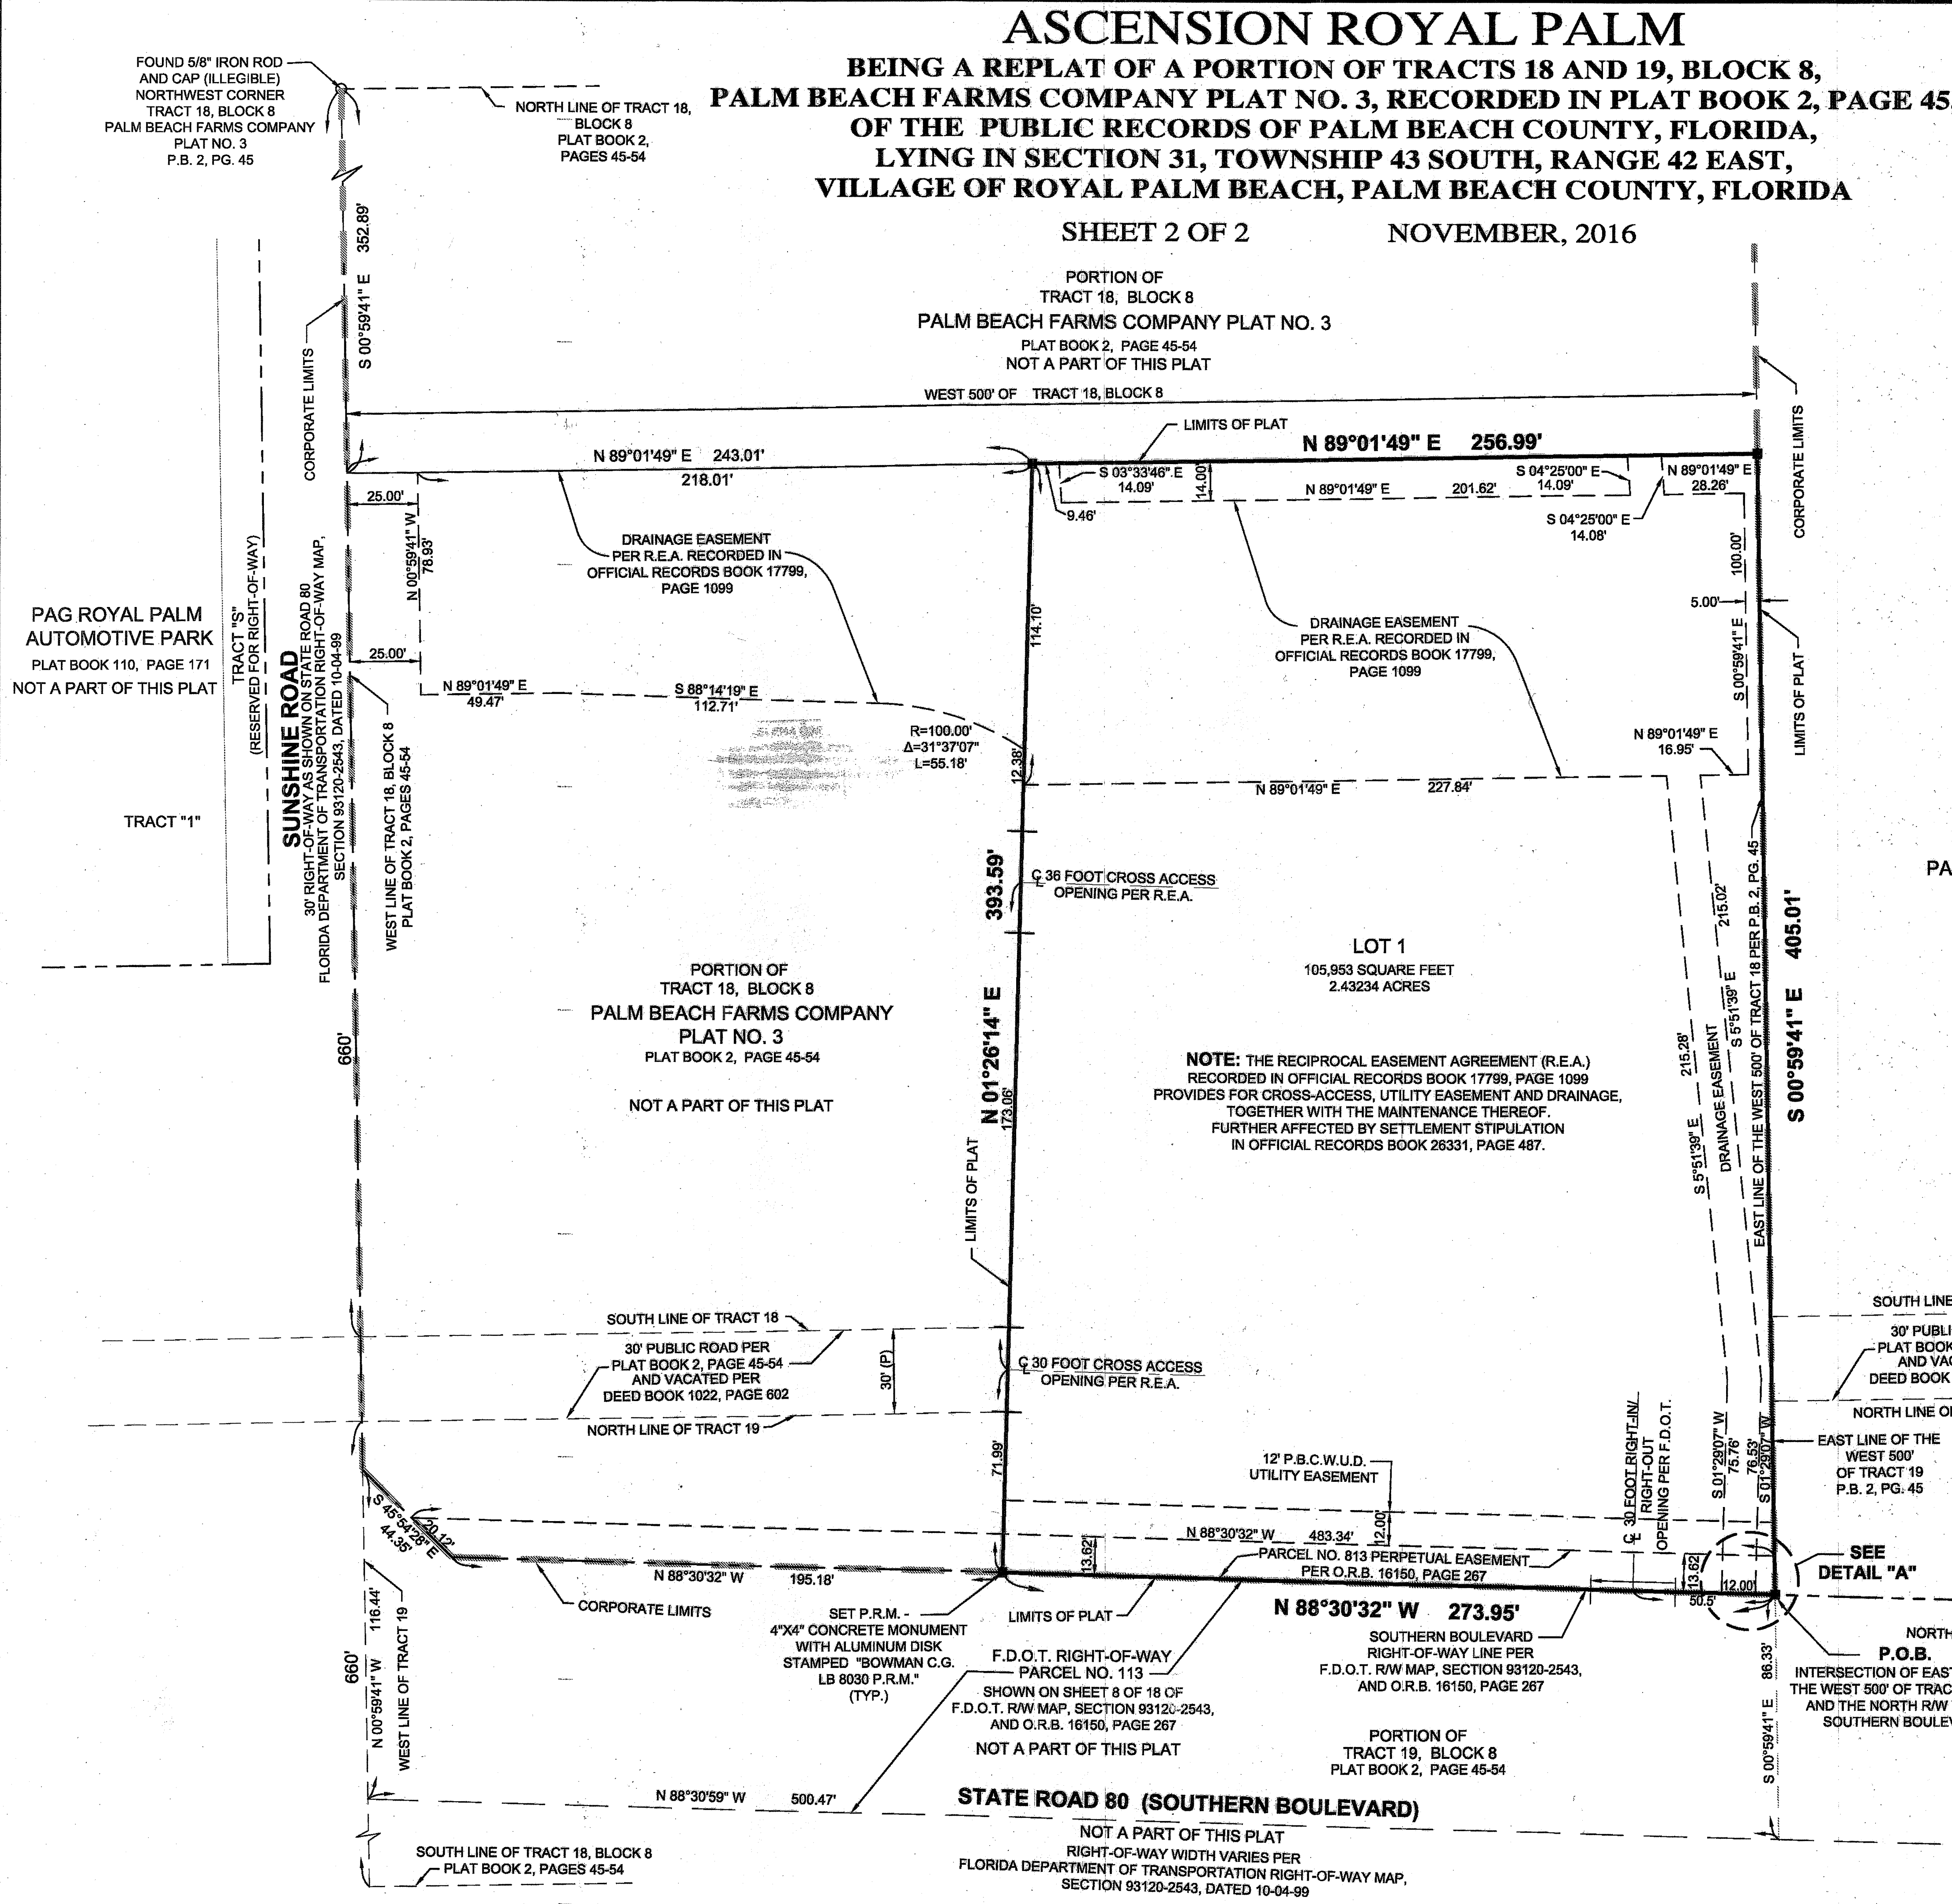 ASCENSION ROYAL PALM
BEING A REPLAT OF A PORTION OF TRACTS 18 AND 19, BLOCK 8,
PALM BEACH FARMS COMPANY PLAT NO. 3, RECORDED IN PLAT BOOK 2, PAGE 45
OF THE PUBLIC RECORDS OF PALM BEACH COUNTY, FLORIDA,
LYING IN SECTION 31, TOWNSHIP 43 SOUTH, RANGE 42 EAST,
VILLAGE OF ROYAL PALM BEACH, PALM BEACH COUNTY, FLORIDA
SHEET 2 OF 2 NOVEMBER, 2016
FOUND 5/8" IRON ROD
AND CAP (ILLEGIBLE)
NORTHWEST CORNER
TRACT 18, BLOCK 8
PALM BEACH FARMS COMPANY
PLAT NO. 3
P.B. 2, PG. 45
NORTH LINE OF TRACT 18,
BLOCK 8
PLAT BOOK 2,
PAGES 45-54
S 00°59'41" E 352.89'
CORPORATE LIMITS
PORTION OF
TRACT 18, BLOCK 8
PALM BEACH FARMS COMPANY PLAT NO. 3
PLAT BOOK 2, PAGE 45-54
NOT A PART OF THIS PLAT
WEST 500' OF TRACT 18, BLOCK 8
LIMITS OF PLAT
N 89°01'49" E 256.99'
N 89°01'49" E 243.01'
218.01'
25.00'
N 00°59'41" W
78.93'
25.00'
S 03°33'46" E
14.09'
14.00'
9.46'
N 89°01'49" E 201.62'
S 04°25'00" E
14.09'
N 89°01'49" E
28.26'
S 04°25'00" E
14.08'
CORPORATE LIMITS
DRAINAGE EASEMENT
PER R.E.A. RECORDED IN
OFFICIAL RECORDS BOOK 17799,
PAGE 1099
DRAINAGE EASEMENT
PER R.E.A. RECORDED IN
OFFICIAL RECORDS BOOK 17799,
PAGE 1099
100.00'
5.00'
S 00°59'41" E
LIMITS OF PLAT
N 89°01'49" E
16.95'
PAG ROYAL PALM
AUTOMOTIVE PARK
PLAT BOOK 110, PAGE 171
NOT A PART OF THIS PLAT
TRACT "1"
TRACT "S"
(RESERVED FOR RIGHT-OF-WAY)
SUNSHINE ROAD
30' RIGHT-OF-WAY AS SHOWN ON STATE ROAD 80
FLORIDA DEPARTMENT OF TRANSPORTATION RIGHT-OF-WAY MAP,
SECTION 93120-2543, DATED 10-04-99
WEST LINE OF TRACT 18, BLOCK 8
PLAT BOOK 2, PAGES 45-54
N 89°01'49" E
49.47'
S 88°14'19" E
112.71'
R=100.00'
Δ=31°37'07"
L=55.18'
114.10'
12.38'
N 89°01'49" E 227.84'
℄ 36 FOOT CROSS ACCESS
OPENING PER R.E.A.
N 01°26'14" E 393.59'
173.06'
LIMITS OF PLAT
LOT 1
105,953 SQUARE FEET
2.43234 ACRES
PORTION OF
TRACT 18, BLOCK 8
PALM BEACH FARMS COMPANY
PLAT NO. 3
PLAT BOOK 2, PAGE 45-54
NOT A PART OF THIS PLAT
660'
NOTE: THE RECIPROCAL EASEMENT AGREEMENT (R.E.A.)
RECORDED IN OFFICIAL RECORDS BOOK 17799, PAGE 1099
PROVIDES FOR CROSS-ACCESS, UTILITY EASEMENT AND DRAINAGE,
TOGETHER WITH THE MAINTENANCE THEREOF.
FURTHER AFFECTED BY SETTLEMENT STIPULATION
IN OFFICIAL RECORDS BOOK 26331, PAGE 487.
S 5°51'39" E 215.28'
DRAINAGE EASEMENT
S 5°51'39" E 215.02'
EAST LINE OF THE WEST 500' OF TRACT 18 PER P.B. 2, PG. 45
S 00°59'41" E 405.01'
PA
SOUTH LINE OF TRACT 18
30' PUBLIC ROAD PER
PLAT BOOK 2, PAGE 45-54
AND VACATED PER
DEED BOOK 1022, PAGE 602
NORTH LINE OF TRACT 19
30' (P)
℄ 30 FOOT CROSS ACCESS
OPENING PER R.E.A.
71.99'
SOUTH LINE
30' PUBLI
PLAT BOOK
AND VA
DEED BOOK
NORTH LINE O
EAST LINE OF THE
WEST 500'
OF TRACT 19
P.B. 2, PG. 45
12' P.B.C.W.U.D.
UTILITY EASEMENT
℄ 30 FOOT RIGHT-IN/
RIGHT-OUT
OPENING PER F.D.O.T.
S 01°29'07" W
75.76'
76.53'
S 01°29'07" W
S 45°54'28" E
44.35'
20.12'
N 88°30'32" W 483.34'
12.00'
13.62'
PARCEL NO. 813 PERPETUAL EASEMENT
PER O.R.B. 16150, PAGE 267
13.62'
12.00'
50.5'
SEE
DETAIL "A"
N 88°30'32" W 195.18'
CORPORATE LIMITS
LIMITS OF PLAT
N 88°30'32" W 273.95'
SET P.R.M. -
4"X4" CONCRETE MONUMENT
WITH ALUMINUM DISK
STAMPED "BOWMAN C.G.
LB 8030 P.R.M."
(TYP.)
F.D.O.T. RIGHT-OF-WAY
PARCEL NO. 113
SHOWN ON SHEET 8 OF 18 OF
F.D.O.T. R/W MAP, SECTION 93120-2543,
AND O.R.B. 16150, PAGE 267
NOT A PART OF THIS PLAT
SOUTHERN BOULEVARD
RIGHT-OF-WAY LINE PER
F.D.O.T. R/W MAP, SECTION 93120-2543,
AND O.R.B. 16150, PAGE 267
NORTH
P.O.B.
INTERSECTION OF EAS
THE WEST 500' OF TRAC
AND THE NORTH R/W
SOUTHERN BOULEV
S 00°59'41" E 86.33'
660'
N 00°59'41" W 116.44'
WEST LINE OF TRACT 19
PORTION OF
TRACT 19, BLOCK 8
PLAT BOOK 2, PAGE 45-54
N 88°30'59" W 500.47'
STATE ROAD 80 (SOUTHERN BOULEVARD)
NOT A PART OF THIS PLAT
RIGHT-OF-WAY WIDTH VARIES PER
FLORIDA DEPARTMENT OF TRANSPORTATION RIGHT-OF-WAY MAP,
SECTION 93120-2543, DATED 10-04-99
SOUTH LINE OF TRACT 18, BLOCK 8
PLAT BOOK 2, PAGES 45-54